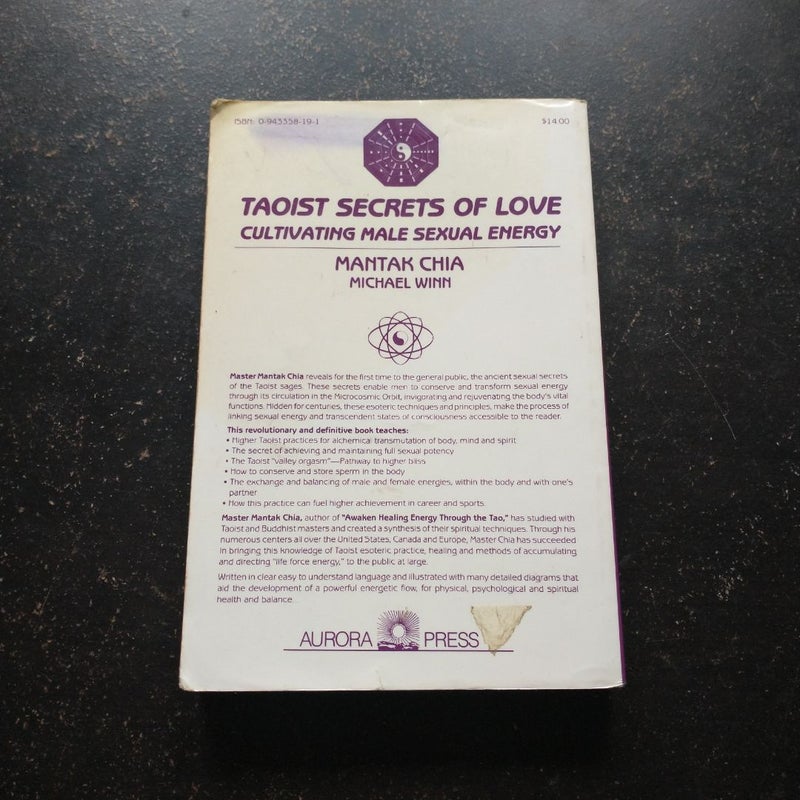 ISBN: 0-943358-19-1
$14.00
TAOIST SECRETS OF LOVE
CULTIVATING MALE SEXUAL ENERGY
MANTAK CHIA
MICHAEL WINN
Master Mantak Chia reveals for the first time to the general public, the ancient sexual secrets
of the Taoist sages. These secrets enable men to conserve and transform sexual energy
through its circulation in the Microcosmic Orbit, invigorating and rejuvenating the body's vital
functions. Hidden for centuries, these esoteric techniques and principles, make the process of
linking sexual energy and transcendent states of consciousness accessible to the reader.
This revolutionary and definitive book teaches:
• Higher Taoist practices for alchemical transmutation of body, mind and spirit
• The secret of achieving and maintaining full sexual potency
• The Taoist "valley orgasm"—Pathway to higher bliss
• How to conserve and store sperm in the body
• The exchange and balancing of male and female energies, within the body and with one's
partner
• How this practice can fuel higher achievement in career and sports.
Master Mantak Chia, author of "Awaken Healing Energy Through the Tao," has studied with
Taoist and Buddhist masters and created a synthesis of their spiritual techniques. Through his
numerous centers all over the United States, Canada and Europe, Master Chia has succeeded
in bringing this knowledge of Taoist esoteric practice, healing and methods of accumulating
and directing "life force energy," to the public at large.
Written in clear easy to understand language and illustrated with many detailed diagrams that
aid the development of a powerful energetic flow, for physical, psychological and spiritual
health and balance...
AURORA PRESS